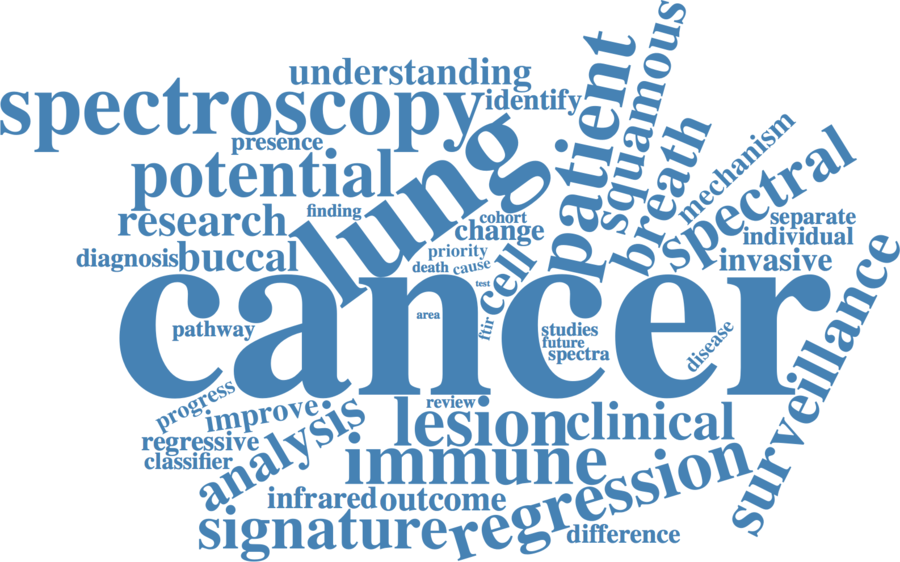 understanding
spectroscopy
identify
presence
patient
squamous
potential
lung
breath
mechanism
spectral
research
finding
cohort
change
separate
individual
diagnosis
buccal
priority
death
cause
test
cell
invasive
cancer
surveillance
pathway
area
ftir
studies
future
spectra
disease
progress
improve
analysis
review
lesion
clinical
regressive
classifier
immune
infrared
outcome
regression
signature
difference